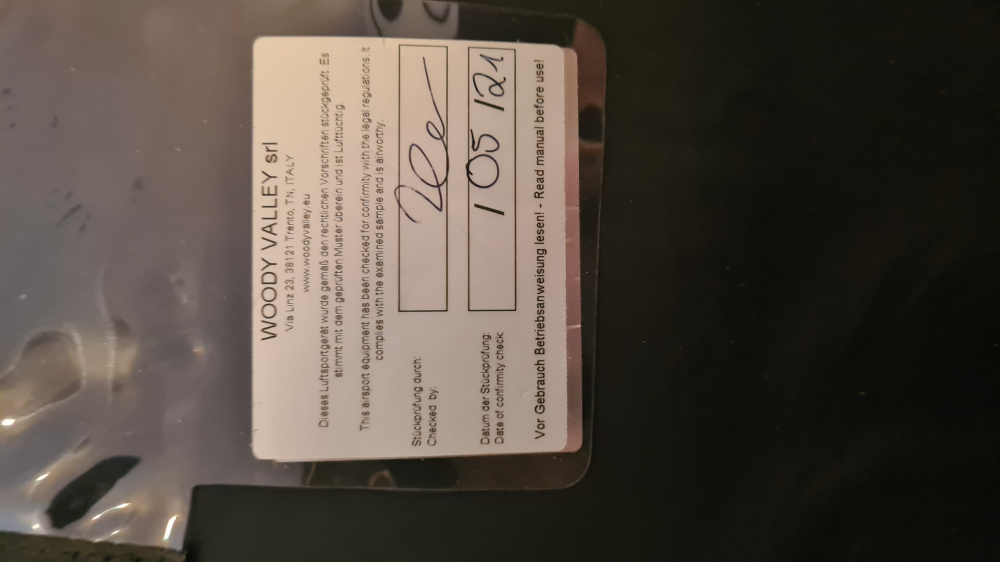 WOODY VALLEY srl
Via Linz 23, 38121 Trento, TN, ITALY
www.woodyvalley.eu
Dieses Luftsportgerät wurde gemäß den rechtlichen Vorschriften stückgeprüft. Es
stimmt mit dem geprüften Muster überein und ist Lufttüchtig.
This airsport equipment has been checked for confirmity with the legal regulations. It
complies with the examined sample and is airworthy.
Stückprüfung durch:
Checked by:
Datum der Stückprüfung:
Date of confirmity check:
1 05 121
Vor Gebrauch Betriebsanweisung lesen! - Read manual before use!